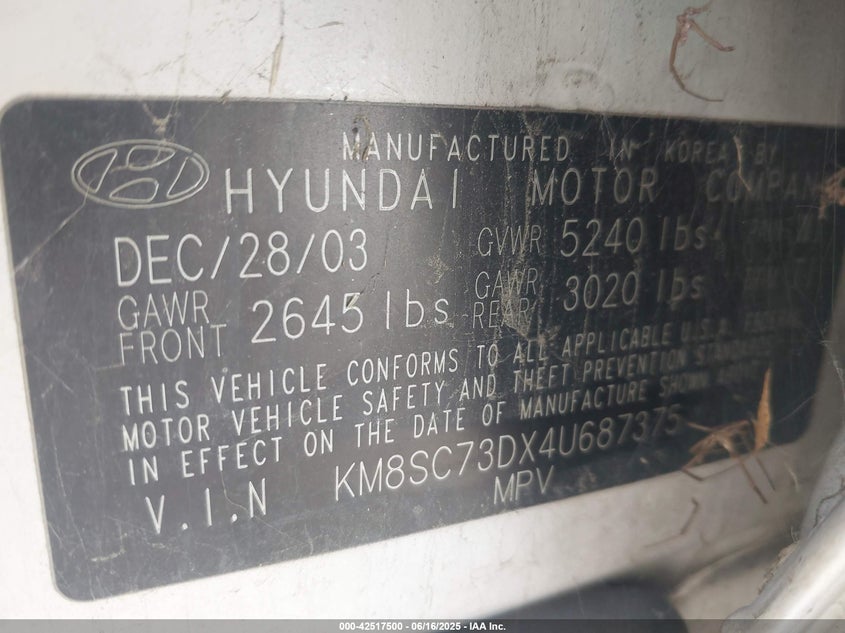 MANUFACTURED IN KOREA BY
HYUNDAI MOTOR COMPAN
DEC/28/03 GVWR 5240 lbs
GAWR FRONT 2645 lbs GAWR REAR 3020 lbs
THIS VEHICLE CONFORMS TO ALL APPLICABLE U.S.A
MOTOR VEHICLE SAFETY AND THEFT PREVENTION
IN EFFECT ON THE DATE OF MANUFACTURE SHOWN
V.I.N KM8SC73DX4U687375
MPV
000-42517500 - 06/16/2025 - IAA Inc.